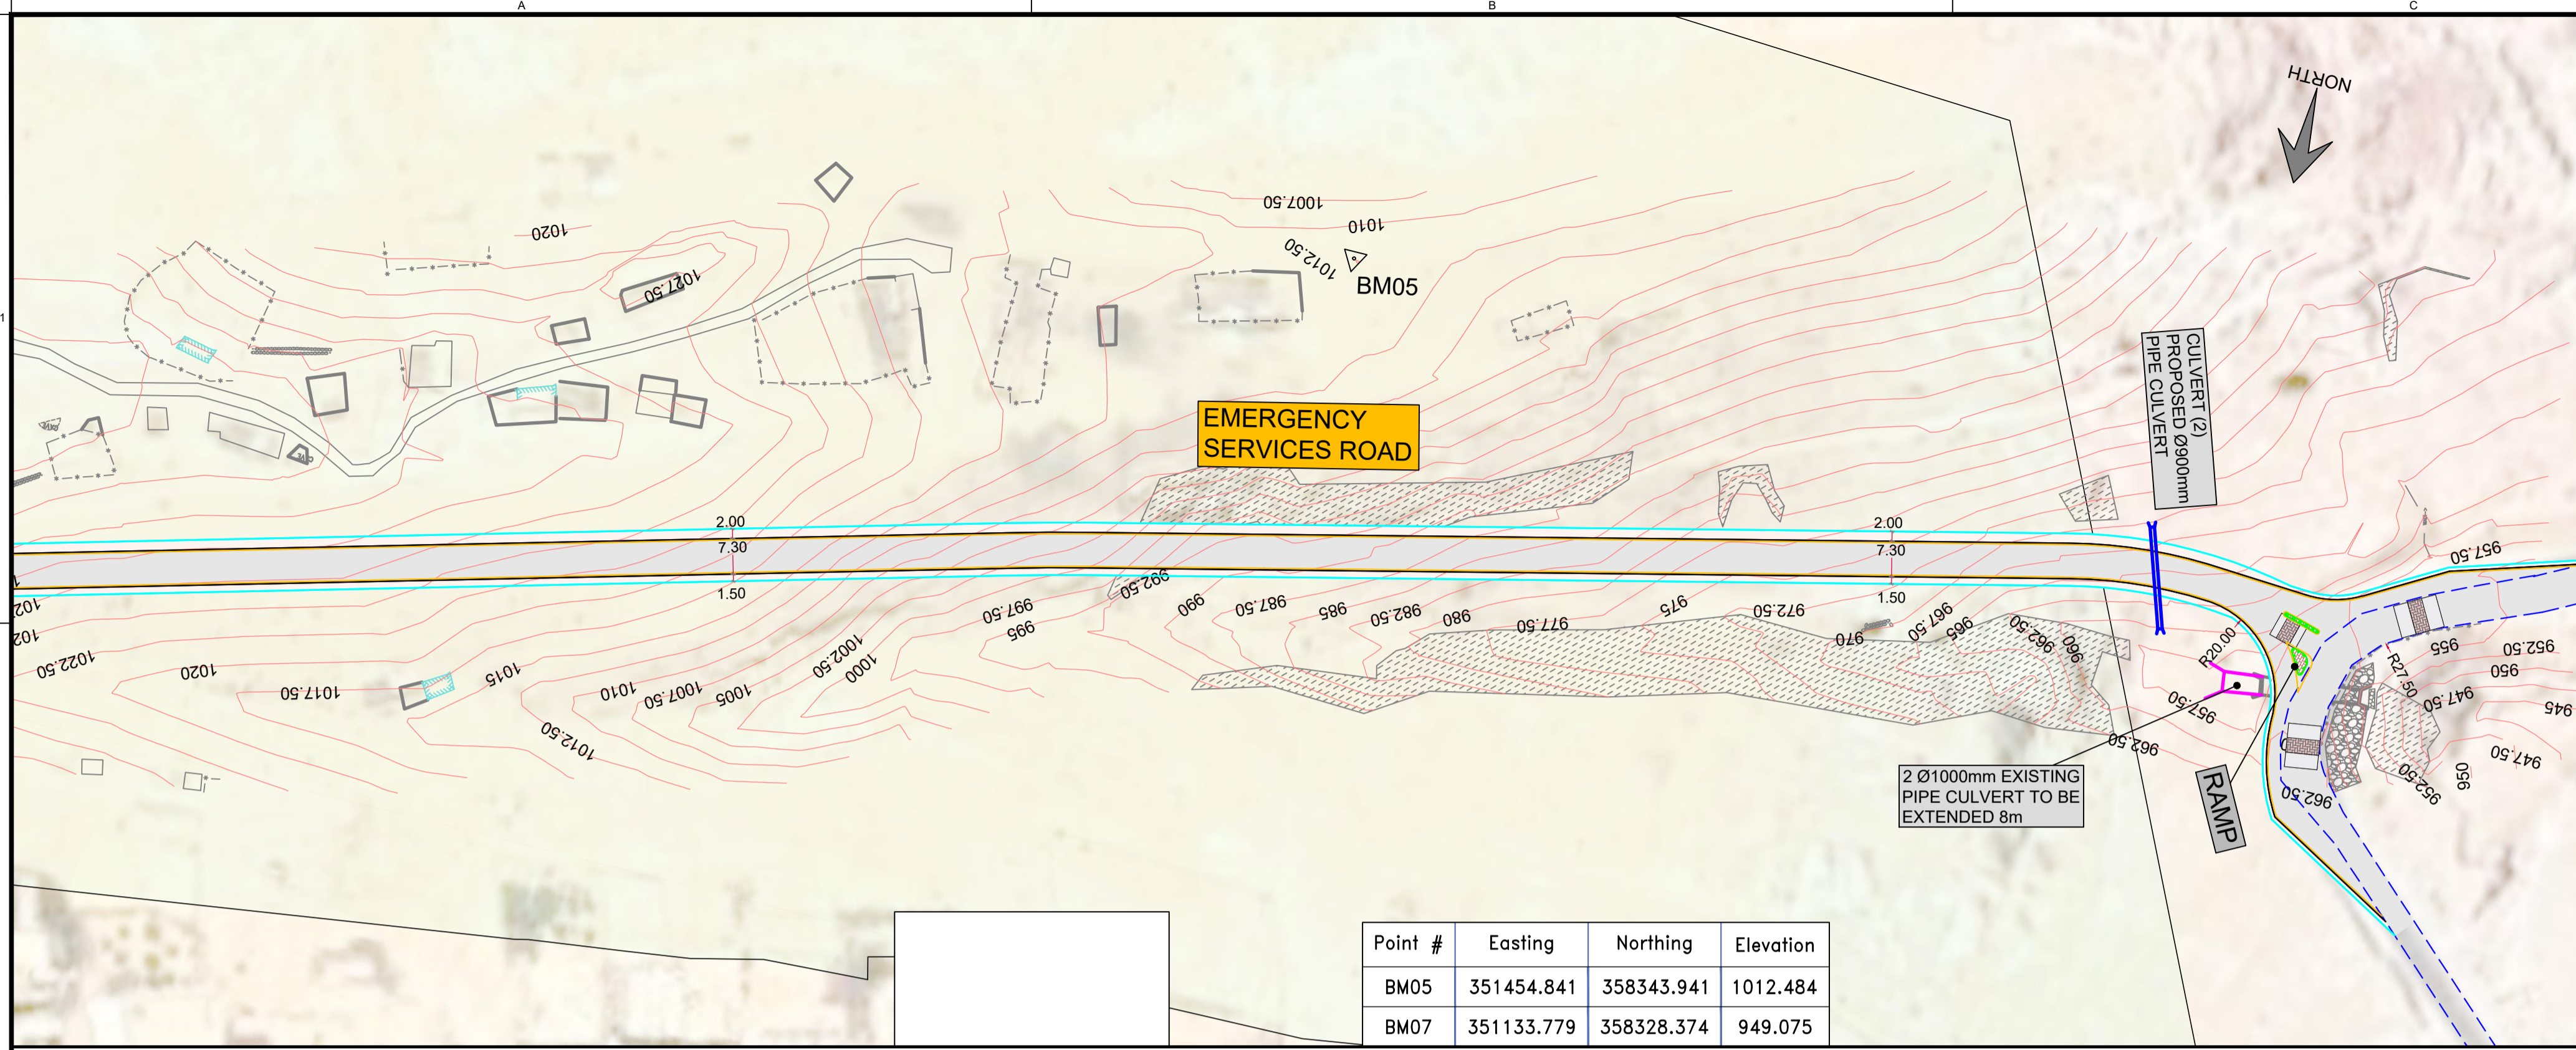 A
B
C
1
NORTH
1020
1007.50
1010
1012.50
BM05
1027.50
EMERGENCY
SERVICES ROAD
CULVERT (2)
PROPOSED Ø900mm
PIPE CULVERT
2.00
7.30
1.50
2.00
7.30
1.50
1022.50
1020
1017.50
1015
1012.50
1010
1007.50
1005
1002.50
1000
997.50
995
992.50
990
987.50
985
982.50
980
977.50
975
972.50
970
967.50
965
962.50
960
957.50
962.50
R20.00
R27.50
957.50
955
952.50
950
947.50
945
947.50
950
952.50
962.50
2 Ø1000mm EXISTING
PIPE CULVERT TO BE
EXTENDED 8m
RAMP
Point # Easting Northing Elevation
BM05 351454.841 358343.941 1012.484
BM07 351133.779 358328.374 949.075